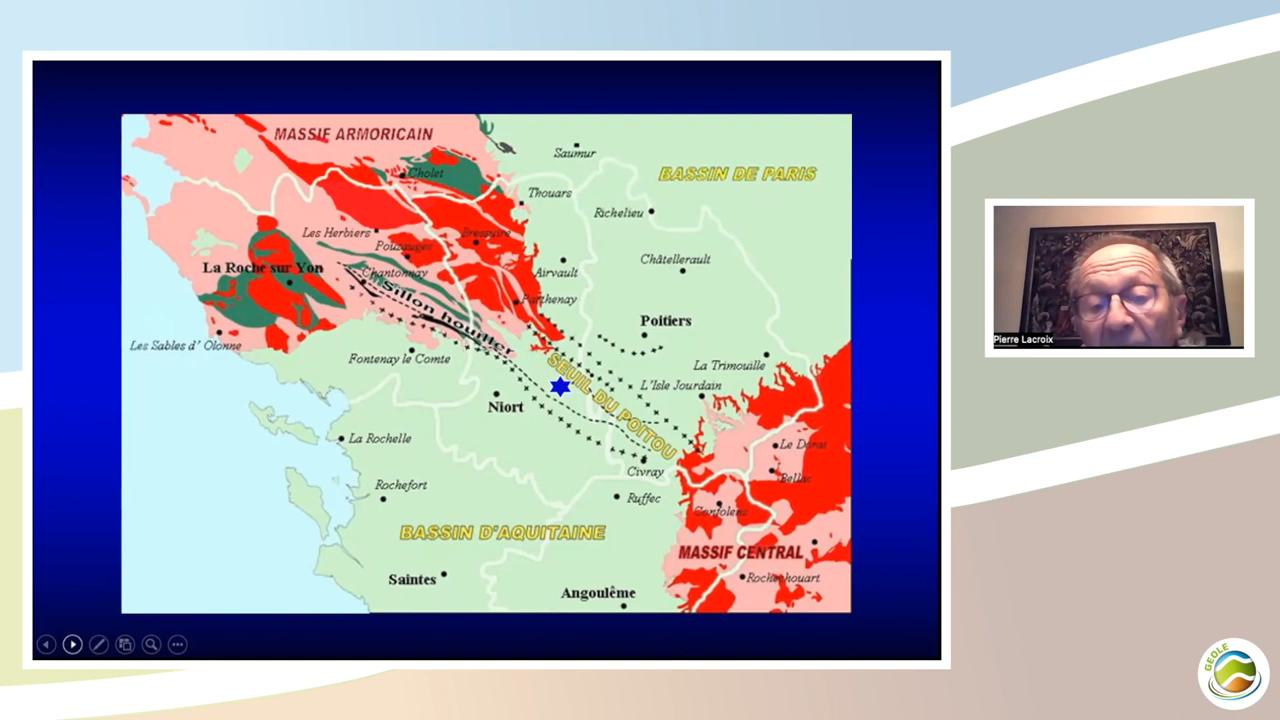 MASSIF ARMORICAIN
Saumur
BASSIN DE PARIS
Cholet
Thouars
Richelieu
Les Herbiers
Bressuire
Pouzauges
Châtellerault
La Roche sur Yon
Chantonnay
Airvault
Sillon houiller
Parthenay
Poitiers
Les Sables d' Olonne
Fontenay le Comte
La Trimouille
SEUIL DU POITOU
L'Isle Jourdain
Niort
La Rochelle
Le Dorat
Civray
Bellac
Rochefort
Ruffec
Confolens
BASSIN D'AQUITAINE
MASSIF CENTRAL
Saintes
Rochechouart
Angoulême
Pierre Lacroix
GEOLE